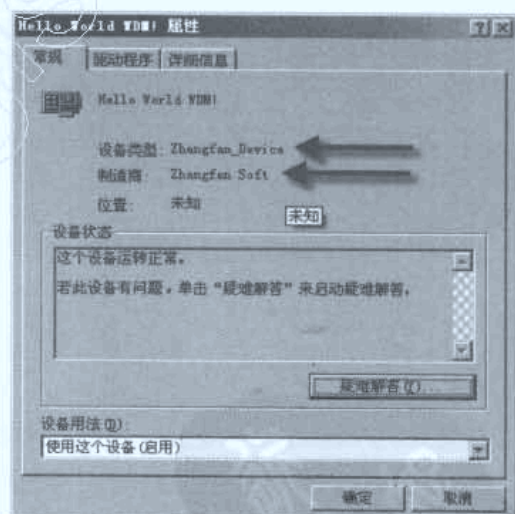 Hello World WDM! 属性
常规 驱动程序 详细信息
Hello World WDM!
设备类型: Zhangfan_Device
制造商: Zhangfan Soft
位置: 未知
未知
设备状态
这个设备运转正常。
若此设备有问题，单击“疑难解答”来启动疑难解答。
疑难解答(T)...
设备用法(D):
使用这个设备(启用)
确定 取消